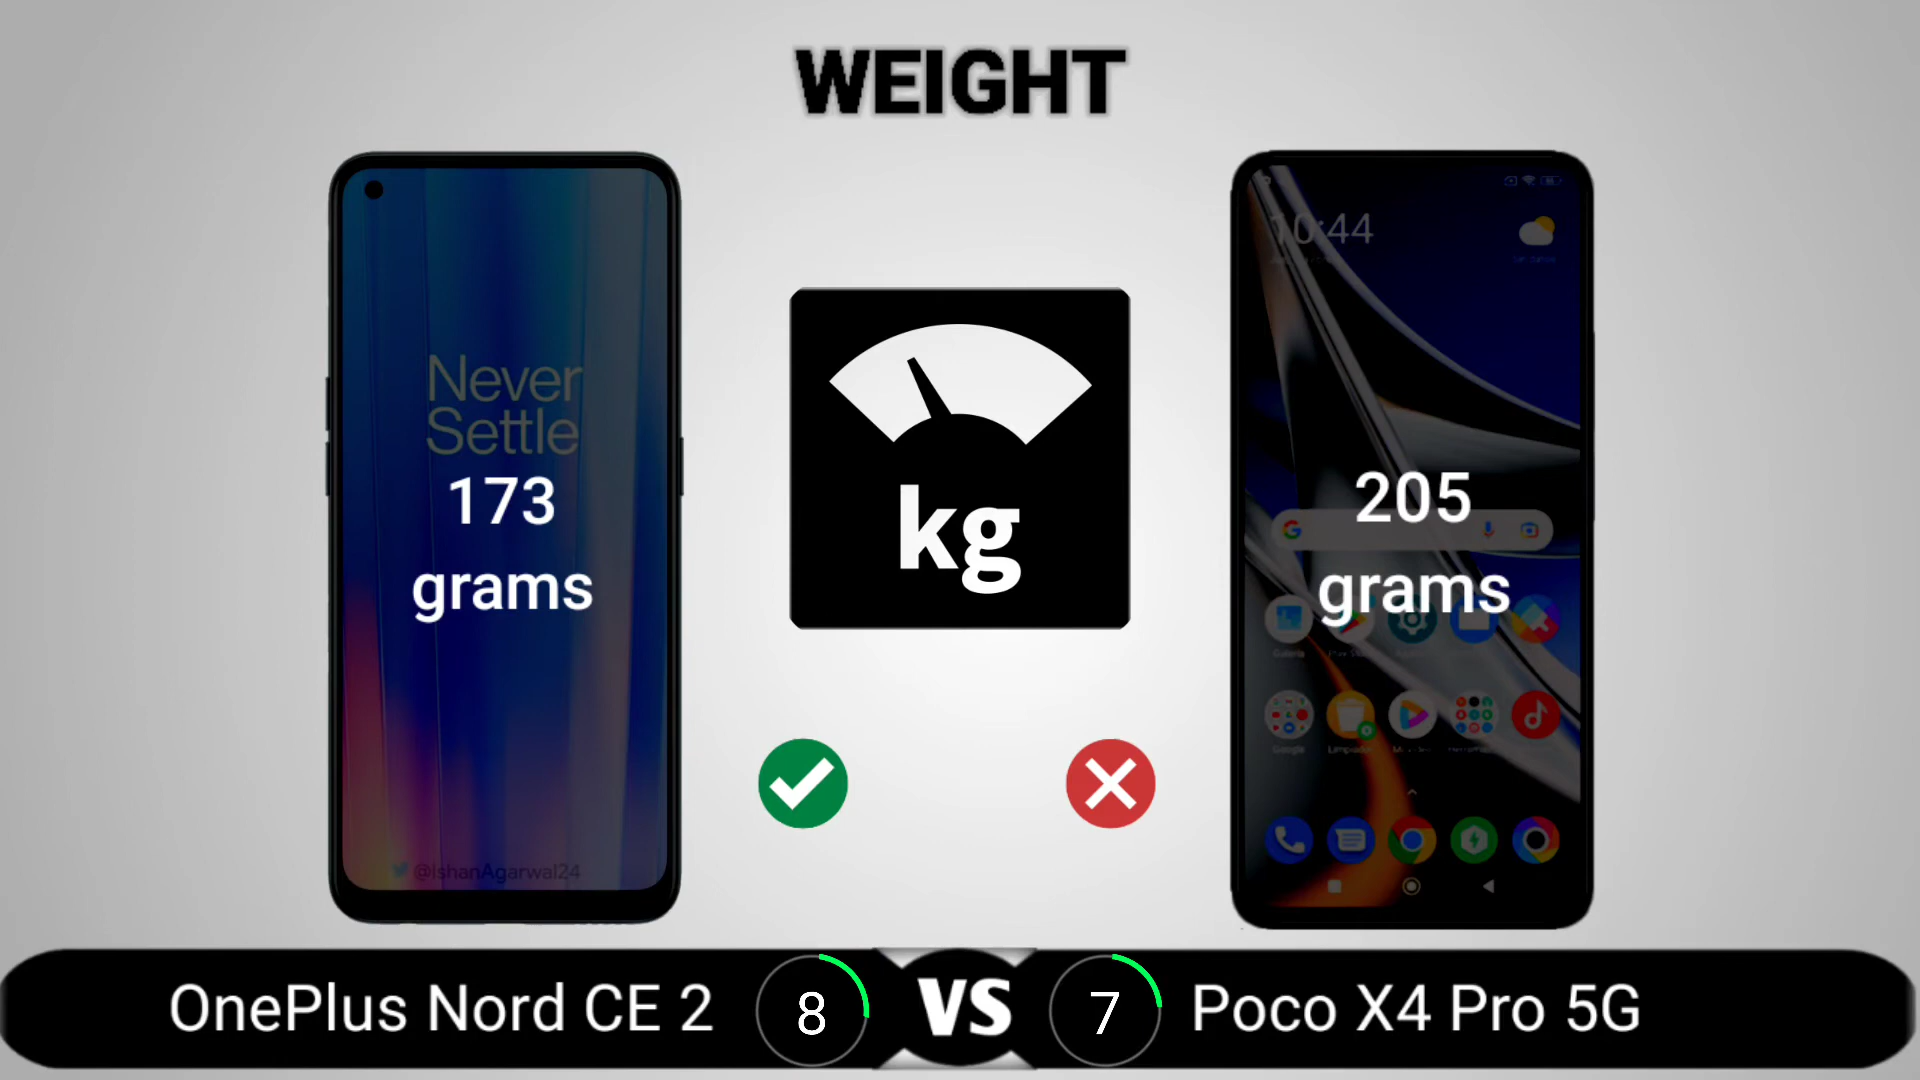 WEIGHT
10:44
Never
Settle
173
grams
@IshanAgarwal24
kg
205
grams
Google
OnePlus Nord CE 2
8
VS
7
Poco X4 Pro 5G